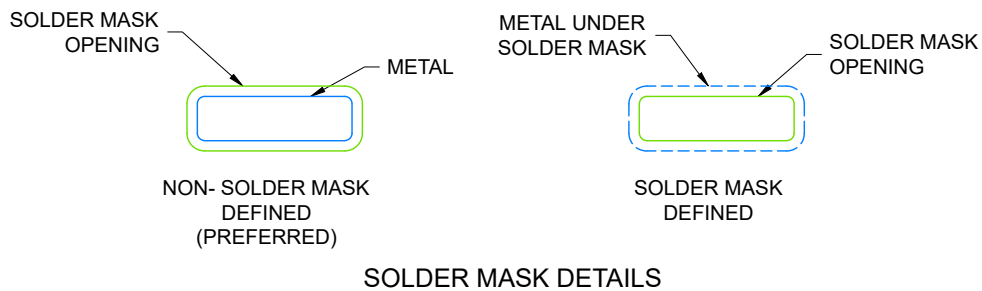 SOLDER MASK
OPENING
METAL
NON- SOLDER MASK
DEFINED
(PREFERRED)
METAL UNDER
SOLDER MASK
SOLDER MASK
OPENING
SOLDER MASK
DEFINED
SOLDER MASK DETAILS